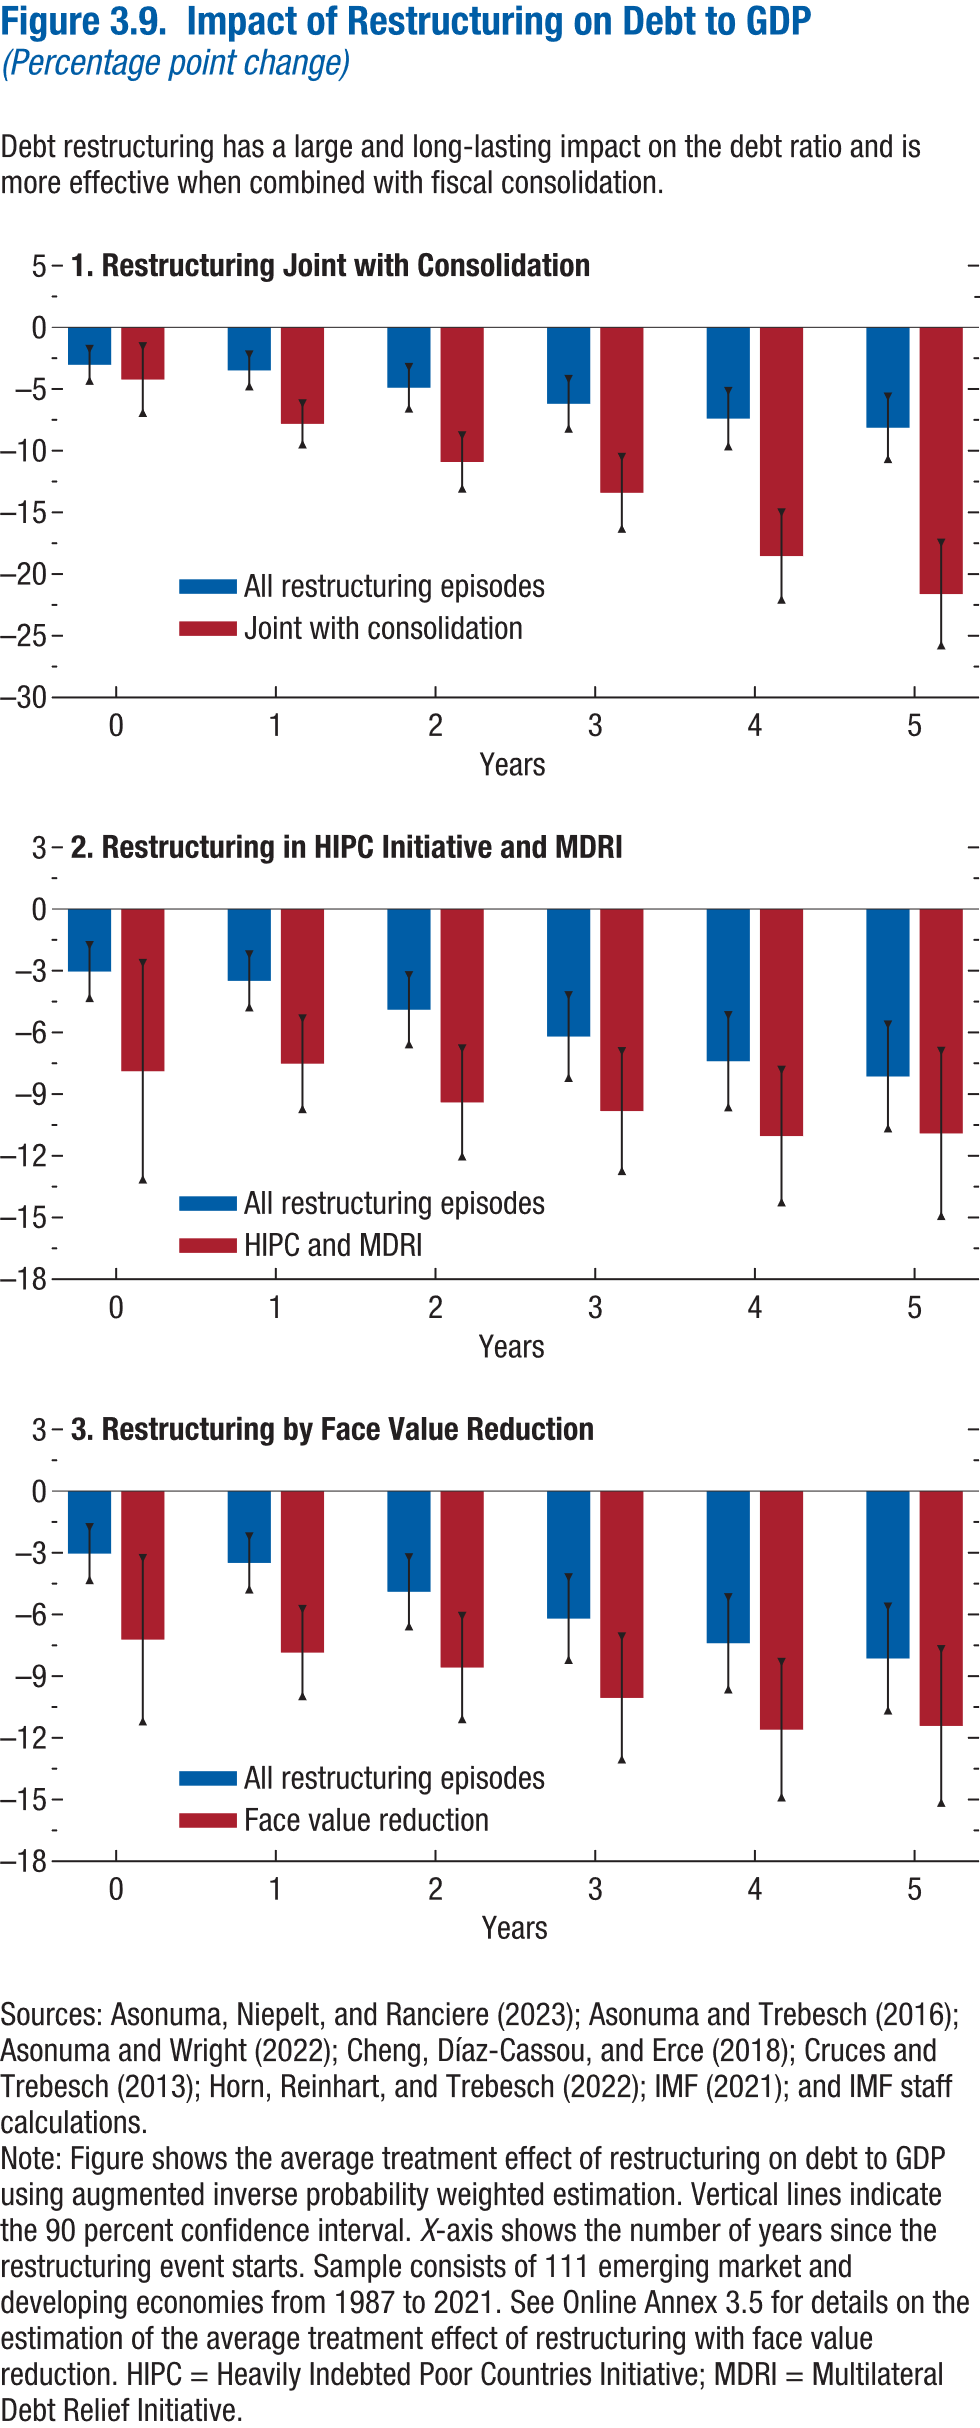 Figure 3.9. Impact of Restructuring on Debt to GDP
(Percentage point change)
Debt restructuring has a large and long-lasting impact on the debt ratio and is
more effective when combined with fiscal consolidation.
5
1. Restructuring Joint with Consolidation
0
–5
–10
–15
–20
–25
–30
All restructuring episodes
Joint with consolidation
0 1 2 3 4 5
Years
3
2. Restructuring in HIPC Initiative and MDRI
0
–3
–6
–9
–12
–15
–18
All restructuring episodes
HIPC and MDRI
0 1 2 3 4 5
Years
3
3. Restructuring by Face Value Reduction
0
–3
–6
–9
–12
–15
–18
All restructuring episodes
Face value reduction
0 1 2 3 4 5
Years
Sources: Asonuma, Niepelt, and Ranciere (2023); Asonuma and Trebesch (2016);
Asonuma and Wright (2022); Cheng, Díaz-Cassou, and Erce (2018); Cruces and
Trebesch (2013); Horn, Reinhart, and Trebesch (2022); IMF (2021); and IMF staff
calculations.
Note: Figure shows the average treatment effect of restructuring on debt to GDP
using augmented inverse probability weighted estimation. Vertical lines indicate
the 90 percent confidence interval. X-axis shows the number of years since the
restructuring event starts. Sample consists of 111 emerging market and
developing economies from 1987 to 2021. See Online Annex 3.5 for details on the
estimation of the average treatment effect of restructuring with face value
reduction. HIPC = Heavily Indebted Poor Countries Initiative; MDRI = Multilateral
Debt Relief Initiative.